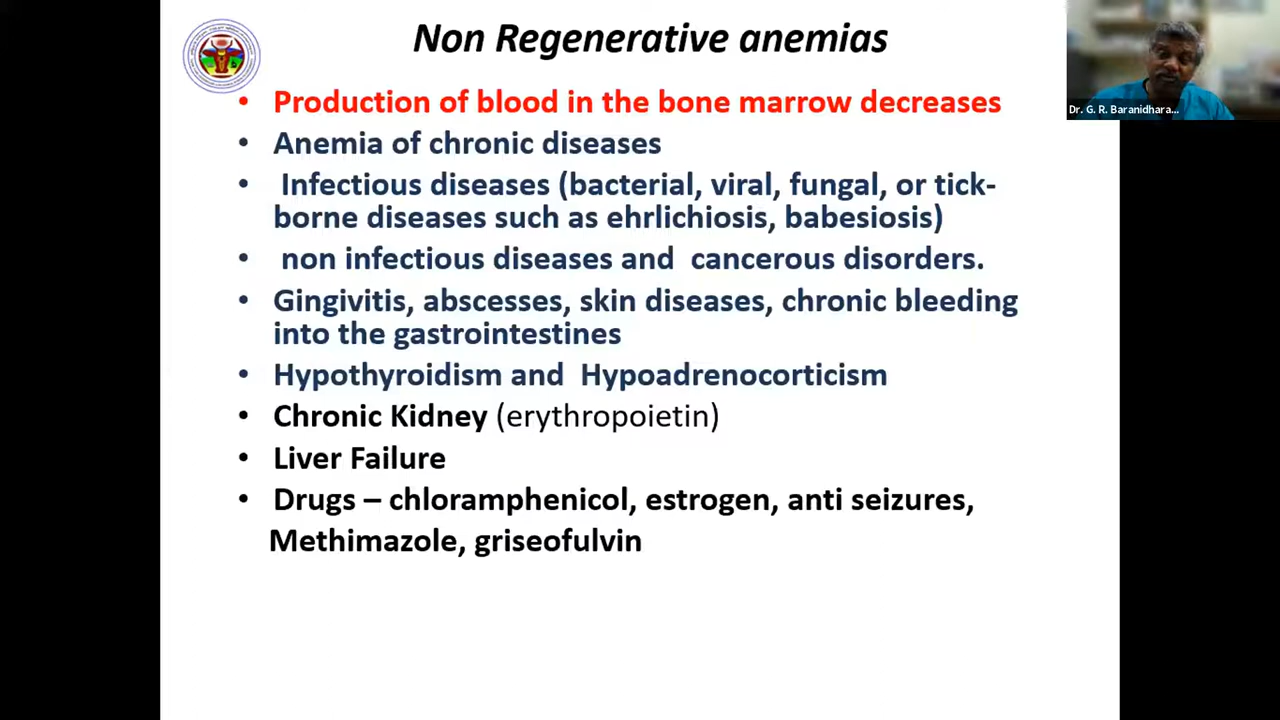 Non Regenerative anemias
• Production of blood in the bone marrow decreases
• Anemia of chronic diseases
• Infectious diseases (bacterial, viral, fungal, or tick-
borne diseases such as ehrlichiosis, babesiosis)
• non infectious diseases and cancerous disorders.
• Gingivitis, abscesses, skin diseases, chronic bleeding
into the gastrointestines
• Hypothyroidism and Hypoadrenocorticism
• Chronic Kidney (erythropoietin)
• Liver Failure
• Drugs – chloramphenicol, estrogen, anti seizures,
Methimazole, griseofulvin
Dr. G. R. Baranidhara...